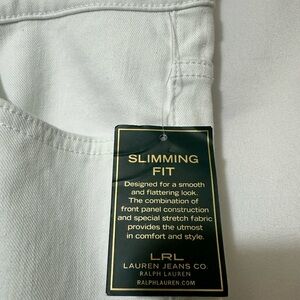 SLIMMING
FIT
Designed for a smooth
and flattering look.
The combination of
front panel construction
and special stretch fabric
provides the utmost
in comfort and style.
LRL
LAUREN JEANS CO.
RALPH LAUREN
RALPHLAUREN.COM